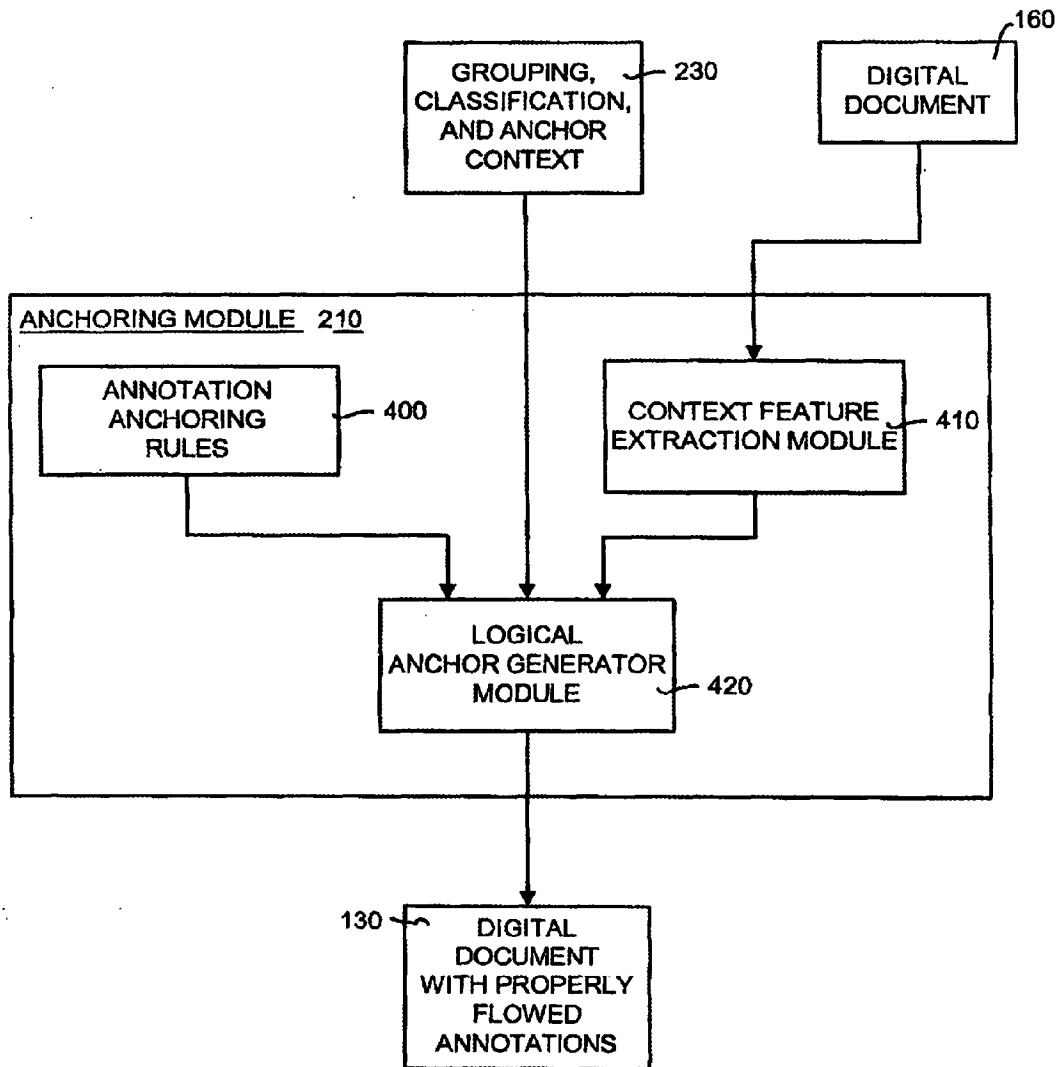 160
GROUPING,
CLASSIFICATION,
AND ANCHOR
CONTEXT
230
DIGITAL
DOCUMENT
ANCHORING MODULE 210
ANNOTATION
ANCHORING
RULES
400
CONTEXT FEATURE
EXTRACTION MODULE
410
LOGICAL
ANCHOR GENERATOR
MODULE
420
130
DIGITAL
DOCUMENT
WITH PROPERLY
FLOWED
ANNOTATIONS